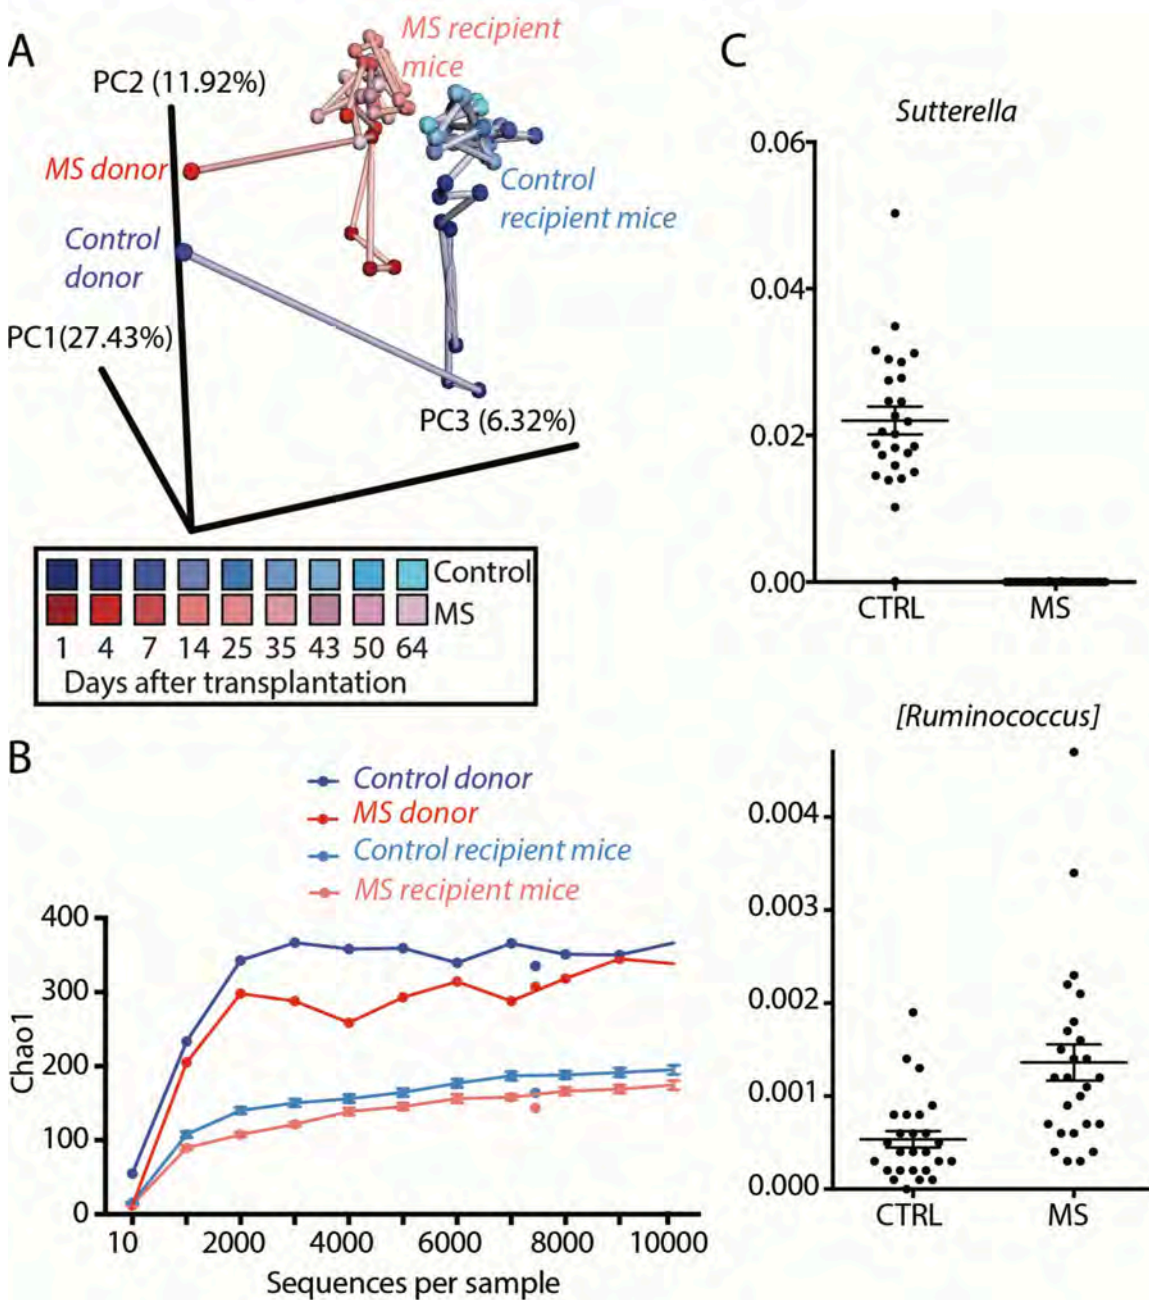 A
MS recipient
mice
PC2 (11.92%)
MS donor
Control
donor
Control
recipient mice
PC1(27.43%)
PC3 (6.32%)
Control
MS
1 4 7 14 25 35 43 50 64
Days after transplantation
B
Control donor
MS donor
Control recipient mice
MS recipient mice
Chao1
400
300
200
100
0
10 2000 4000 6000 8000 10000
Sequences per sample
C
Sutterella
0.06
0.04
0.02
0.00
CTRL MS
[Ruminococcus]
0.004
0.003
0.002
0.001
0.000
CTRL MS